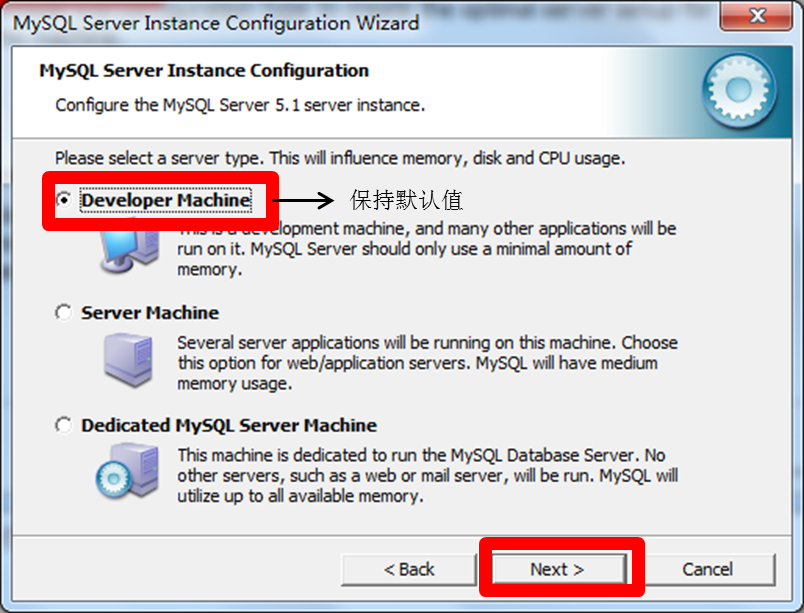 MySQL Server Instance Configuration Wizard
MySQL Server Instance Configuration
Configure the MySQL Server 5.1 server instance.
Please select a server type. This will influence memory, disk and CPU usage.
Developer Machine
保持默认值
This is a development machine, and many other applications will be
run on it. MySQL Server should only use a minimal amount of
memory.
Server Machine
Several server applications will be running on this machine. Choose
this option for web/application servers. MySQL will have medium
memory usage.
Dedicated MySQL Server Machine
This machine is dedicated to run the MySQL Database Server. No
other servers, such as a web or mail server, will be run. MySQL will
utilize up to all available memory.
< Back
Next >
Cancel